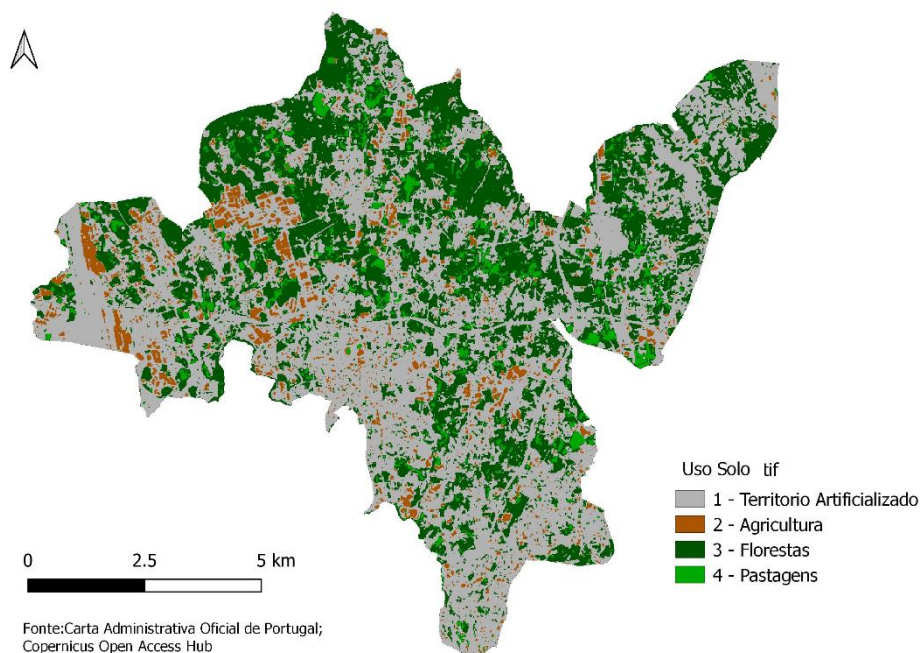 Uso Solo tif
1 - Territorio Artificializado
2 - Agricultura
3 - Florestas
4 - Pastagens
0 2.5 5 km
Fonte:Carta Administrativa Oficial de Portugal;
Copernicus Open Access Hub